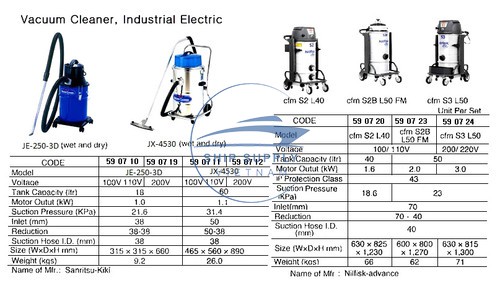 Vacuum Cleaner, Industrial Electric
JE-250-3D (wet and dry)
JX-4530 (wet and dry)
cfm S2 L40
cfm S2B L50 FM
cfm S3 L50
Unit Per Set
CODE 59 07 10 59 07 19 59 07 11 59 07 12
Model JE-250-3D JX-4530
Voltage 100V 110V 200V 100V 110V 200V
Tank Capacity (ltr) 18 60
Motor Outut (kW) 1.0 1.1
Suction Pressure (KPa) 21.6 31.4
Inlet (mm) 38 50
Reduction 38-38 50-38
Suction Hose I.D. (mm) 38 38
Size (WxDxH mm) 315 x 315 x 660 465 x 560 x 890
Weight (kgs) 9.2 26.0
Name of Mfr.: Sanritsu-Kiki
CODE 59 07 20 59 07 23 59 07 24
Model cfm S2 L40 cfm S2B L50 FM cfm S3 L50
Voltage 100/ 110V 200/ 220V
Tank Capacity (ltr) 40 50
Motor Outut (kW) 1.6 2.0 3.0
IP Protection Class 43
Suction Pressure (KPa) 18.6 23
Inlet(mm) 70
Reduction 70 - 40
Suction Hose I.D. (mm) 40
Size (WxDxH mm) 630 x 825 x 1,230 600 x 800 x 1,270 630 x 815 x 1,300
Weight (kgs) 66 62 71
Name of Mfr : Nilfisk-advance
SHIP SUPPLY
VIETNAM